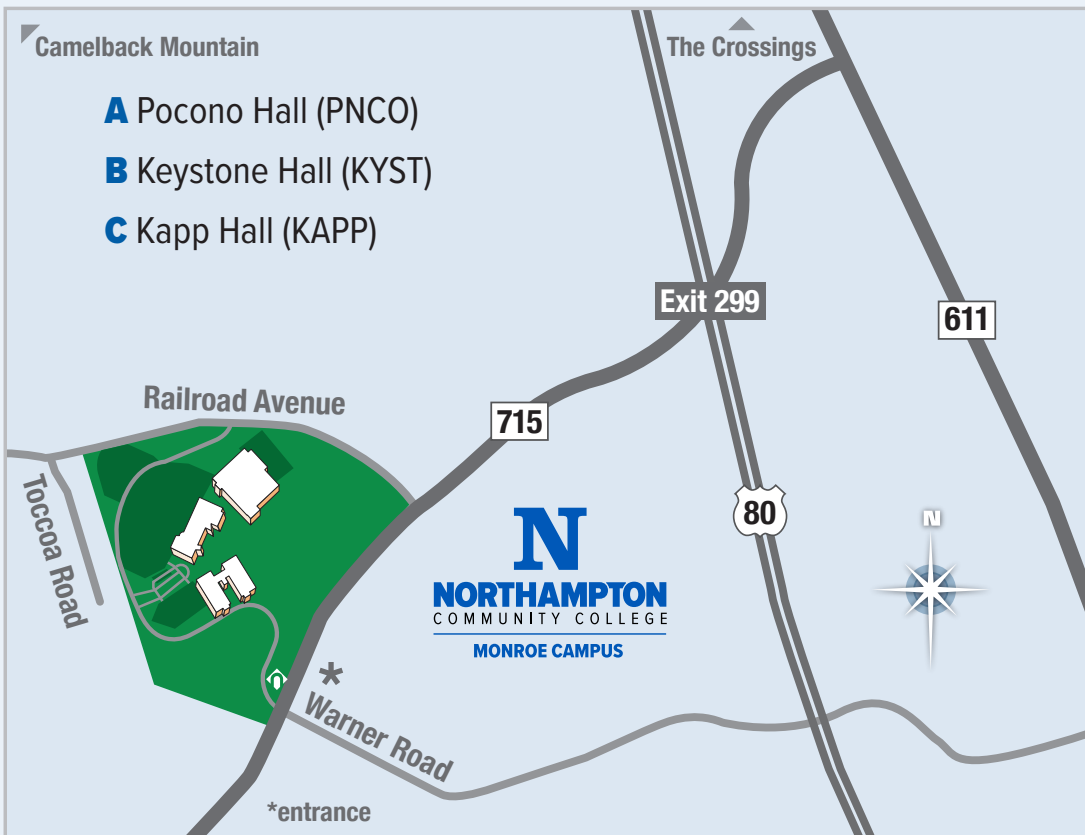 Camelback Mountain
The Crossings
A Pocono Hall (PNCO)
B Keystone Hall (KYST)
C Kapp Hall (KAPP)
Exit 299
611
Railroad Avenue
715
Toccoa Road
80
N
N
NORTHAMPTON
COMMUNITY COLLEGE
MONROE CAMPUS
*
Warner Road
*entrance